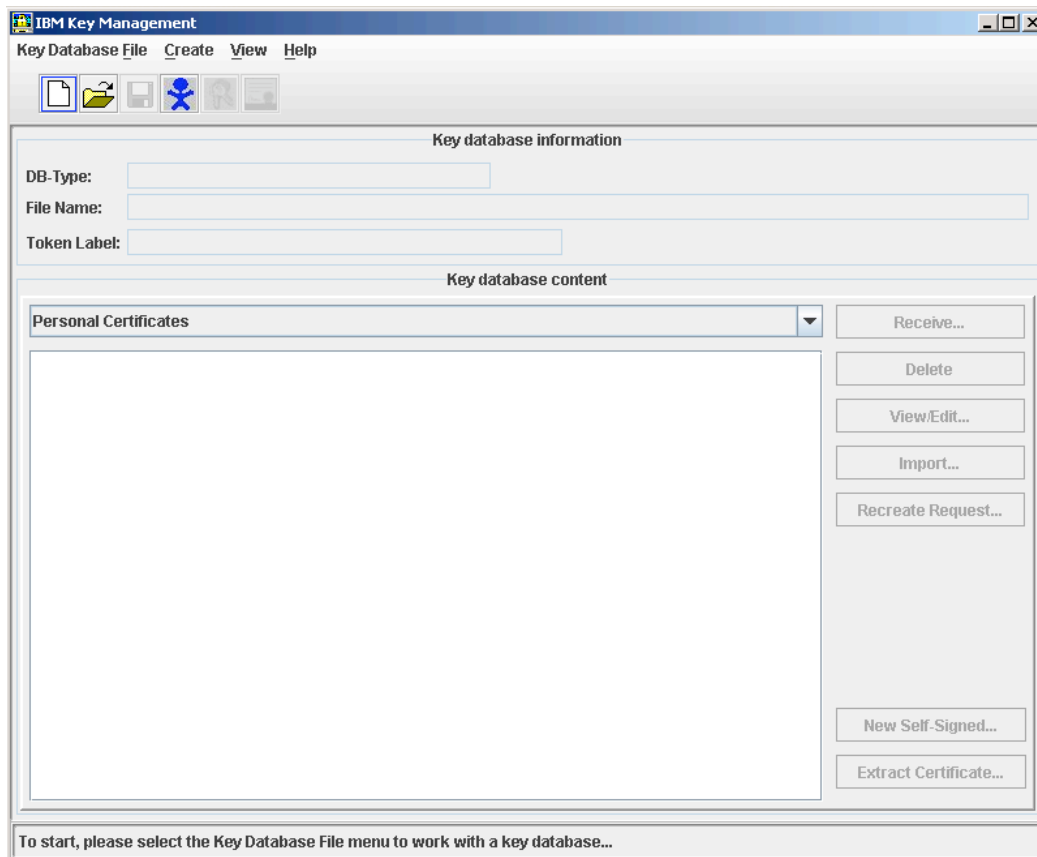 IBM Key Management
Key Database File Create View Help
Key database information
DB-Type:
File Name:
Token Label:
Key database content
Personal Certificates
Receive...
Delete
View/Edit...
Import...
Recreate Request...
New Self-Signed...
Extract Certificate...
To start, please select the Key Database File menu to work with a key database...